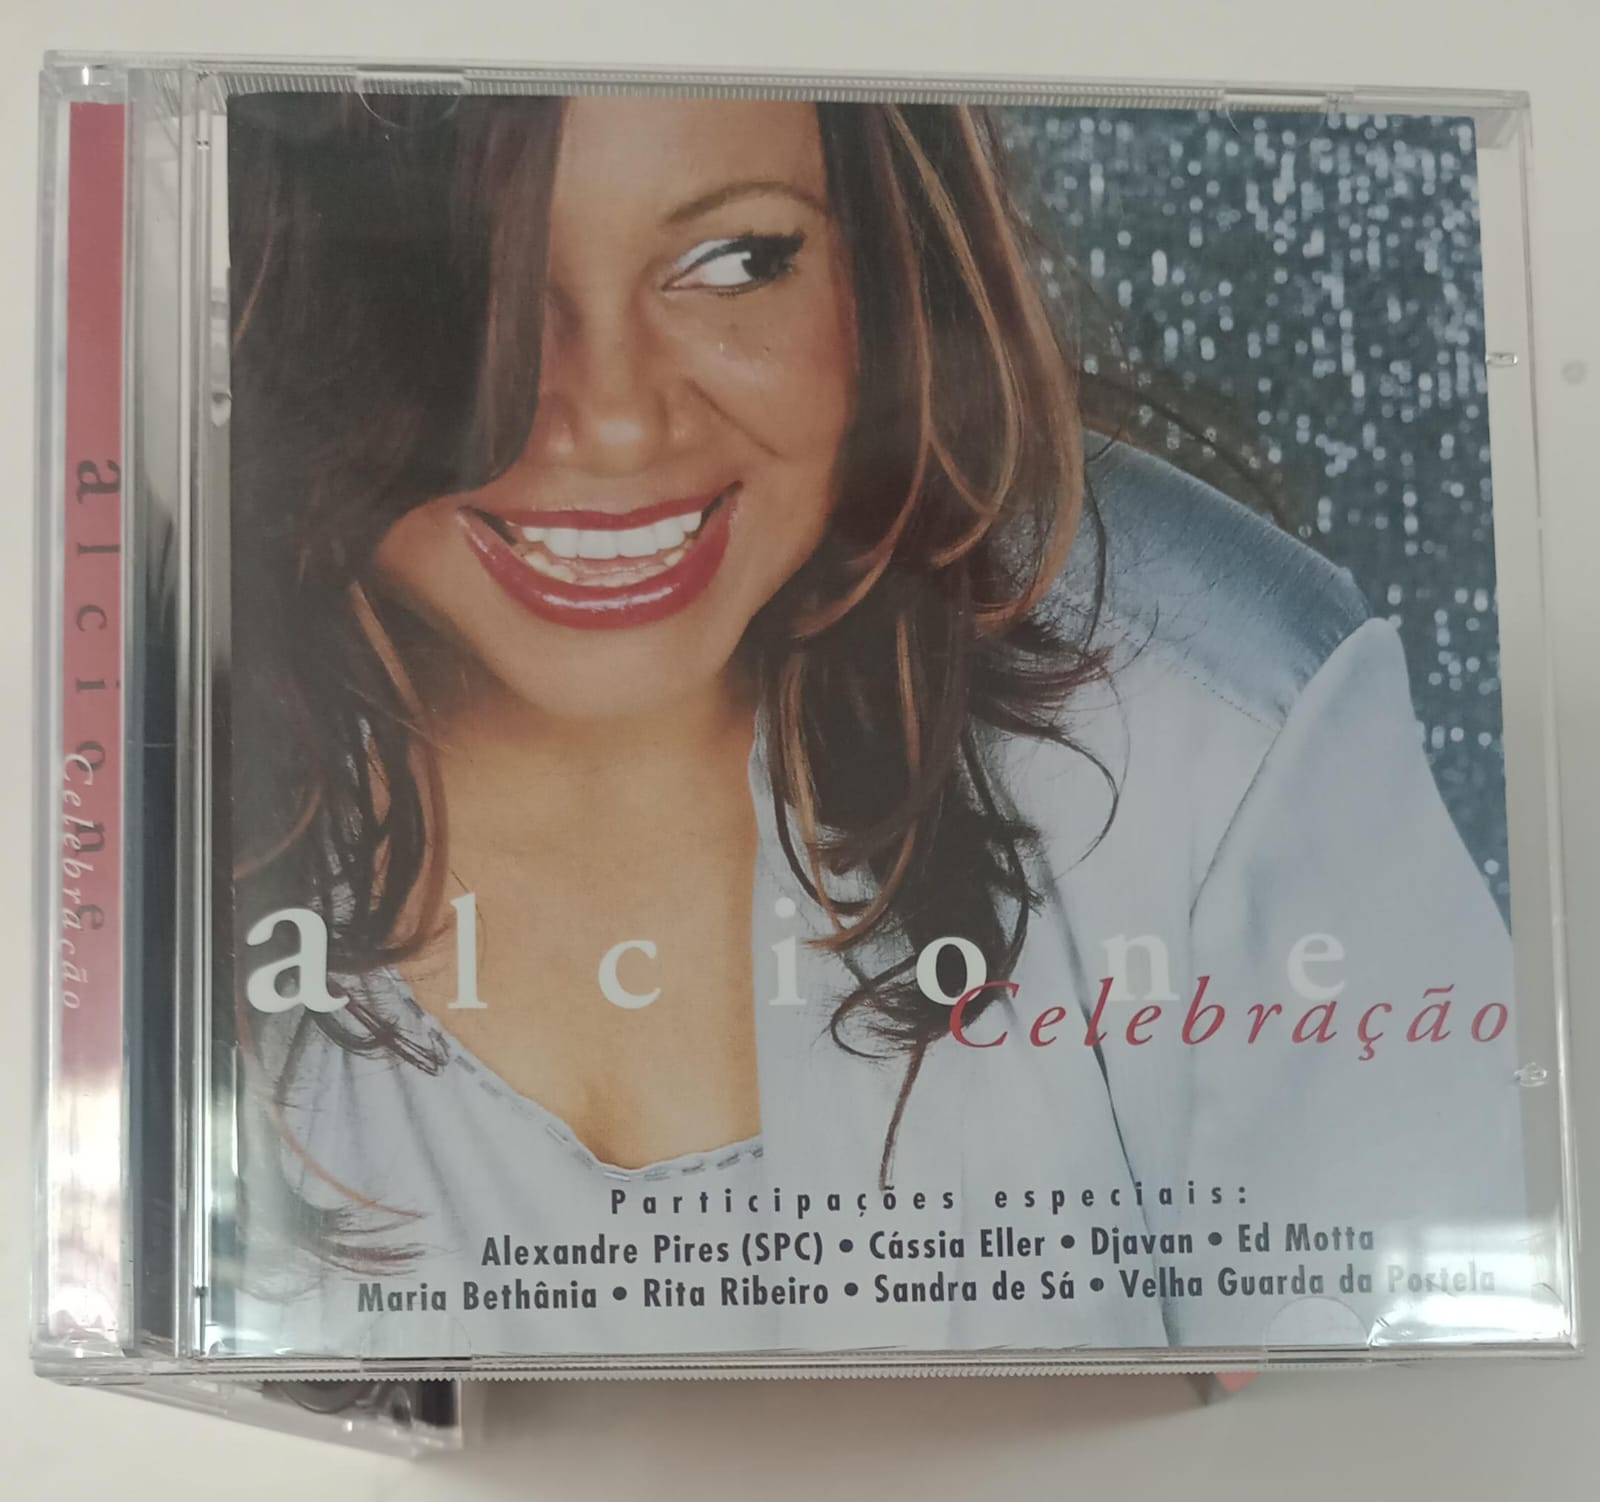 alcione
Celebração
alcione
Celebração
Participações especiais:
Alexandre Pires (SPC) • Cássia Eller • Djavan • Ed Motta
Maria Bethânia • Rita Ribeiro • Sandra de Sá • Velha Guarda da Portela